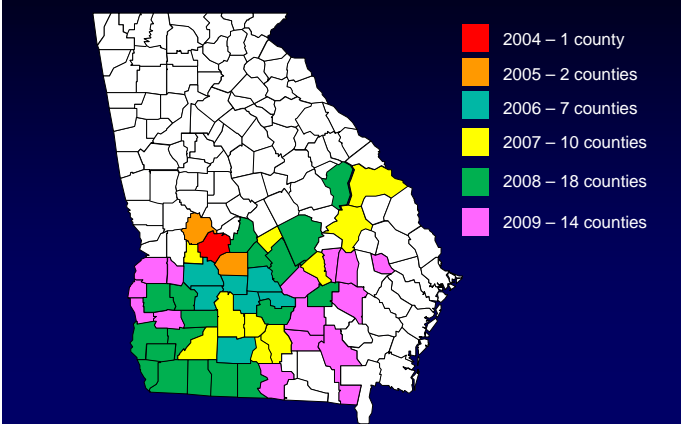 2004 – 1 county
2005 – 2 counties
2006 – 7 counties
2007 – 10 counties
2008 – 18 counties
2009 – 14 counties